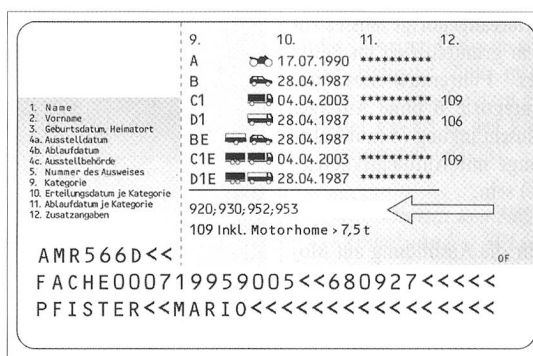 9. 10. 11. 12.
A 17.07.1990 **********
B 28.04.1987 **********
C1 04.04.2003 ********** 109
D1 28.04.1987 ********** 106
BE 28.04.1987 **********
C1E 04.04.2003 ********** 109
D1E 28.04.1987 **********
1. Name
2. Vorname
3. Geburtsdatum, Heimatort
4a. Ausstelldatum
4b. Ablaufdatum
4c. Ausstellbehörde
5. Nummer des Ausweises
9. Kategorie
10. Erteilungsdatum je Kategorie
11. Ablaufdatum je Kategorie
12. Zusatzangaben
920;930;952;953
109 Inkl. Motorhome > 7,5 t
OF
AMR566D<<
FACHE000719959005<<680927<<<<<
PFISTER<<MARIO<<<<<<<<<<<<<<<<